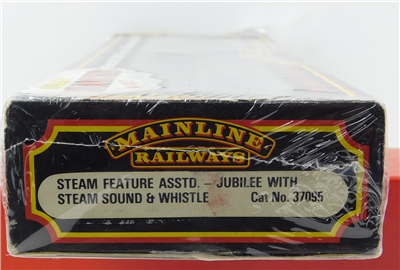 MAINLINE
RAILWAYS
STEAM FEATURE ASSTD. - JUBILEE WITH
STEAM SOUND & WHISTLE Cat No. 37095